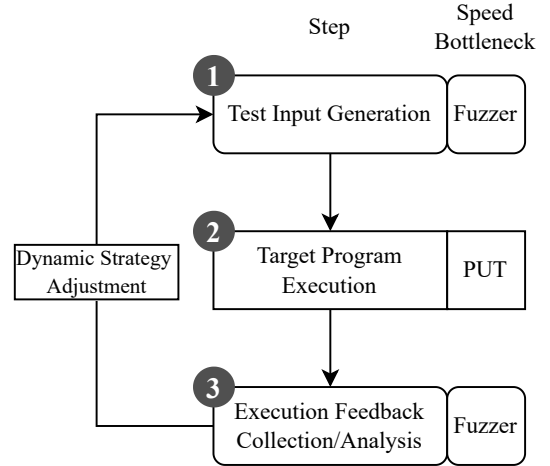 Step
Speed
Bottleneck
1
Test Input Generation
Fuzzer
2
Target Program
Execution
PUT
Dynamic Strategy
Adjustment
3
Execution Feedback
Collection/Analysis
Fuzzer